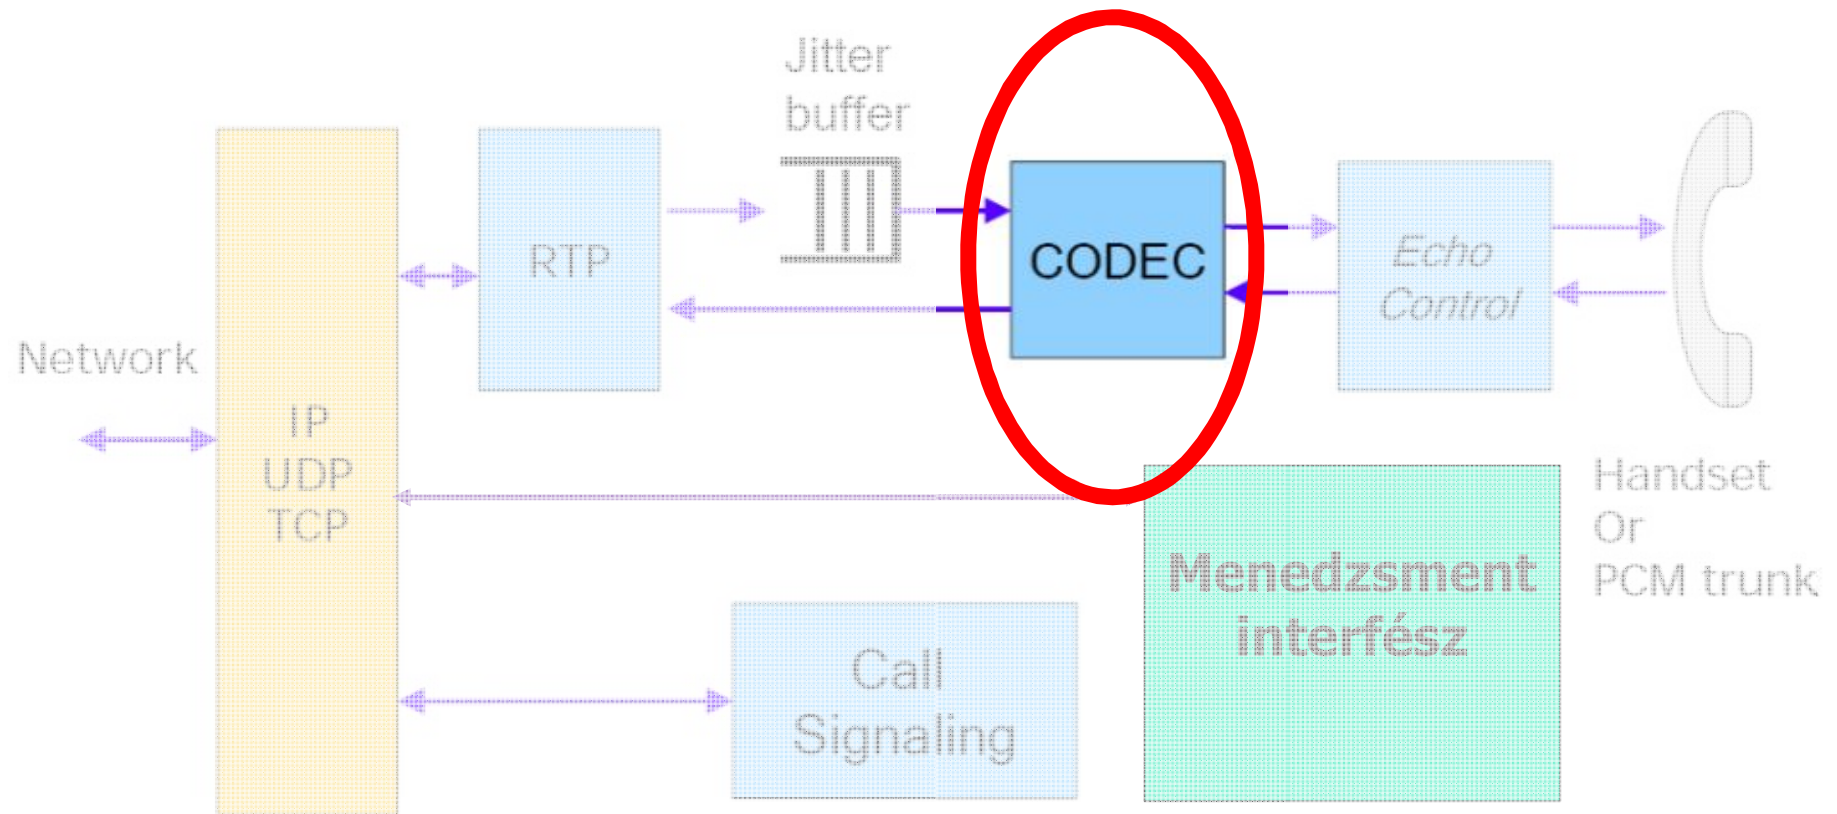 Jitter
buffer
RTP
CODEC
Echo
Control
Network
IP
UDP
TCP
Handset
Or
PCM trunk
Menedzsment
interfész
Call
Signaling